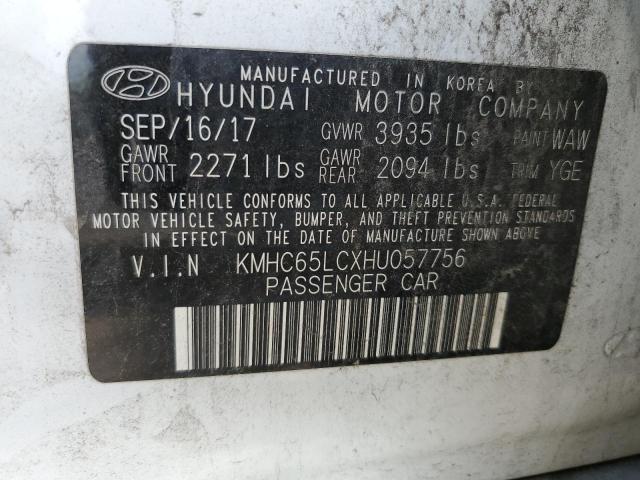 MANUFACTURED IN KOREA BY
HYUNDAI MOTOR COMPANY
SEP/16/17 GVWR 3935 lbs PAINT WAW
GAWR FRONT 2271 lbs GAWR REAR 2094 lbs TRIM YGE
THIS VEHICLE CONFORMS TO ALL APPLICABLE U.S.A. FEDERAL
MOTOR VEHICLE SAFETY, BUMPER, AND THEFT PREVENTION STANDARDS
IN EFFECT ON THE DATE OF MANUFACTURE SHOWN ABOVE.
V.I.N KMHC65LCXHU057756
PASSENGER CAR